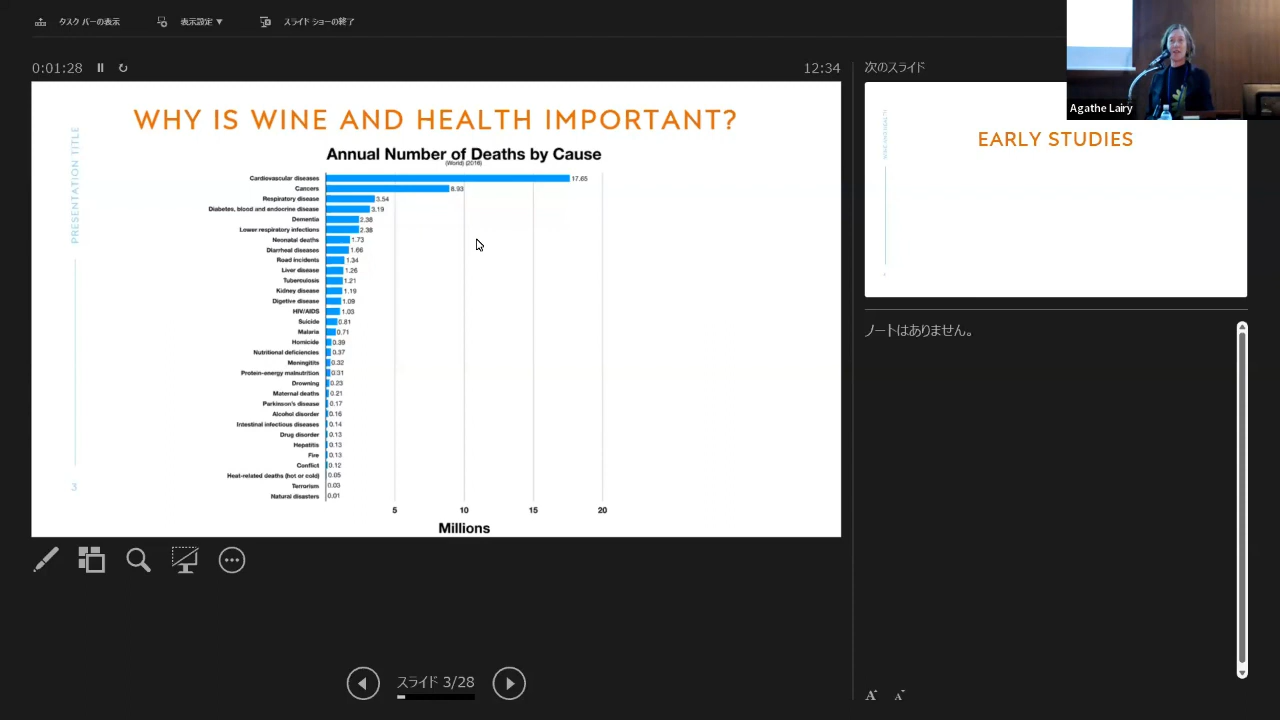 タスク バーの表示
表示設定 ▼
スライド ショーの終了
0:01:28
12:34
次のスライド
Agathe Lairy
PRESENTATION TITLE
3
WHY IS WINE AND HEALTH IMPORTANT?
Annual Number of Deaths by Cause
(World) (2016)
Cardiovascular diseases 17.65
Cancers 8.93
Respiratory disease 3.54
Diabetes, blood and endocrine disease 3.19
Dementia 2.38
Lower respiratory infections 2.38
Neonatal deaths 1.73
Diarrheal diseases 1.66
Road incidents 1.34
Liver disease 1.26
Tuberculosis 1.21
Kidney disease 1.19
Digetive disease 1.09
HIV/AIDS 1.03
Suicide 0.81
Malaria 0.71
Homicide 0.39
Nutritional deficiencies 0.37
Meningitits 0.32
Protein-energy malnutrition 0.31
Drowning 0.23
Maternal deaths 0.21
Parkinson's disease 0.17
Alcohol disorder 0.16
Intestinal infectious diseases 0.14
Drug disorder 0.13
Hepatitis 0.13
Fire 0.13
Conflict 0.12
Heat-related deaths (hot or cold) 0.05
Terrorism 0.03
Natural disasters 0.01
5 10 15 20
Millions
EARLY STUDIES
ノートはありません。
スライド 3/28
A A